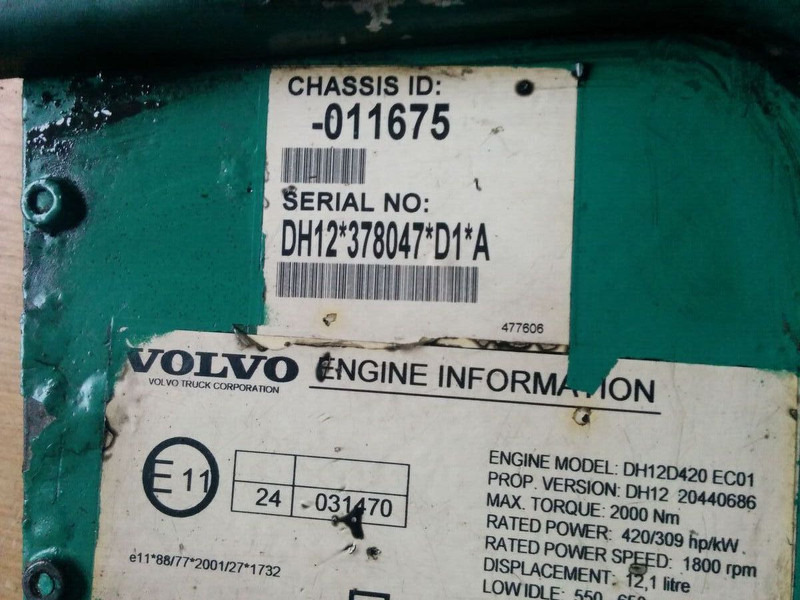 CHASSIS ID:
-011675
SERIAL NO:
DH12*378047*D1*A
477606
VOLVO
VOLVO TRUCK CORPORATION
ENGINE INFORMATION
E 11
24 031470
e11*88/77*2001/27*1732
ENGINE MODEL: DH12D420 EC01
PROP. VERSION: DH12 20440686
MAX. TORQUE: 2000 Nm
RATED POWER: 420/309 hp/kW
RATED POWER SPEED: 1800 rpm
DISPLACEMENT: 12,1 litre
LOW IDLE: 550